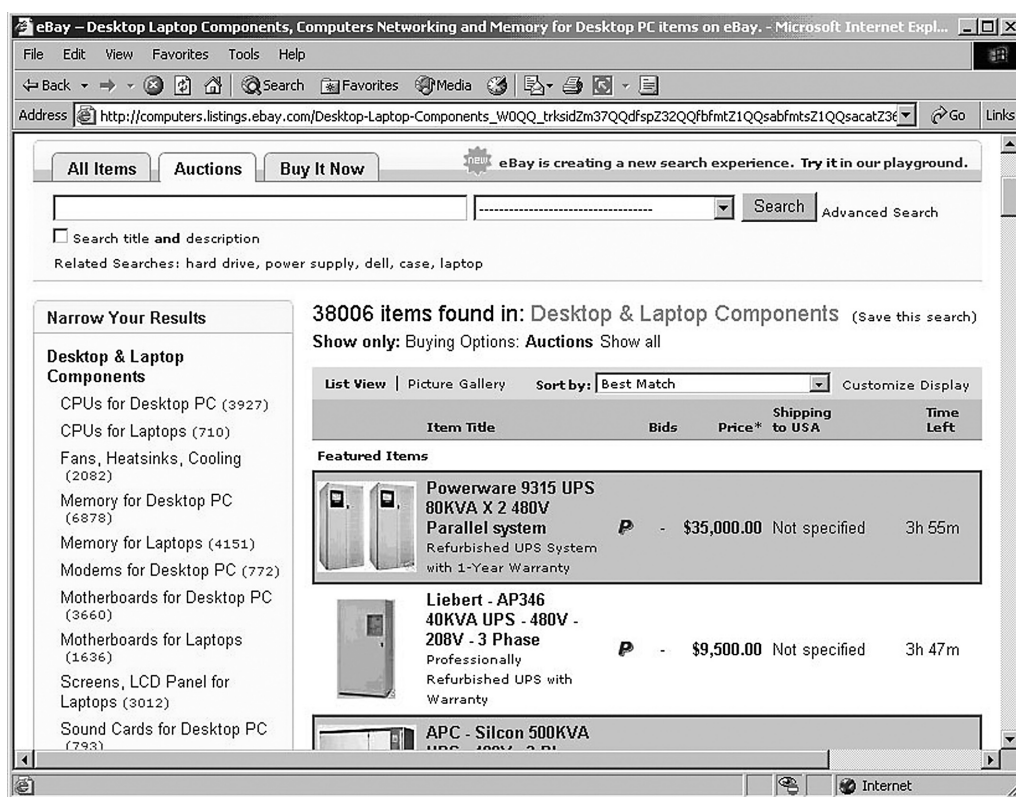 eBay – Desktop Laptop Components, Computers Networking and Memory for Desktop PC items on eBay. - Microsoft Internet Expl...
File Edit View Favorites Tools Help
Back Search Favorites Media
Address http://computers.listings.ebay.com/Desktop-Laptop-Components_W0QQ_trksidZm37QQdfspZ32QQfbfmtZ1QQsabfmtsZ1QQsacatZ36 Go Links
All Items Auctions Buy It Now new eBay is creating a new search experience. Try it in our playground.
------------------------------------ Search Advanced Search
Search title and description
Related Searches: hard drive, power supply, dell, case, laptop
Narrow Your Results
Desktop & Laptop
Components
CPUs for Desktop PC (3927)
CPUs for Laptops (710)
Fans, Heatsinks, Cooling
(2082)
Memory for Desktop PC
(6878)
Memory for Laptops (4151)
Modems for Desktop PC (772)
Motherboards for Desktop PC
(3660)
Motherboards for Laptops
(1636)
Screens, LCD Panel for
Laptops (3012)
Sound Cards for Desktop PC
(793)
38006 items found in: Desktop & Laptop Components (Save this search)
Show only: Buying Options: Auctions Show all
List View | Picture Gallery Sort by: Best Match Customize Display
Item Title Bids Price* Shipping to USA Time Left
Featured Items
Powerware 9315 UPS
80KVA X 2 480V
Parallel system P - $35,000.00 Not specified 3h 55m
Refurbished UPS System
with 1-Year Warranty
Liebert - AP346
40KVA UPS - 480V -
208V - 3 Phase P - $9,500.00 Not specified 3h 47m
Professionally
Refurbished UPS with
Warranty
APC - Silcon 500KVA
Internet